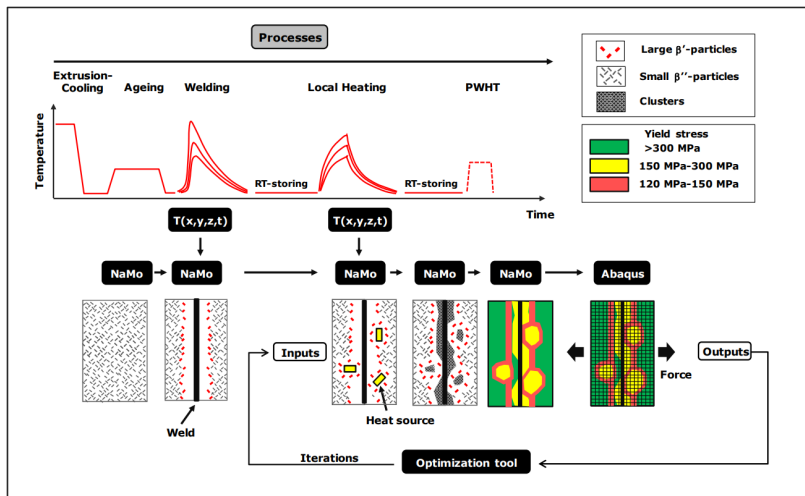 Processes
Extrusion-
Cooling
Ageing
Welding
Local Heating
PWHT
Large β'-particles
Small β''-particles
Clusters
Yield stress
>300 MPa
150 MPa-300 MPa
120 MPa-150 MPa
Temperature
RT-storing
RT-storing
Time
T(x,y,z,t)
T(x,y,z,t)
NaMo
NaMo
NaMo
NaMo
NaMo
Abaqus
Inputs
Outputs
Force
Heat source
Weld
Iterations
Optimization tool